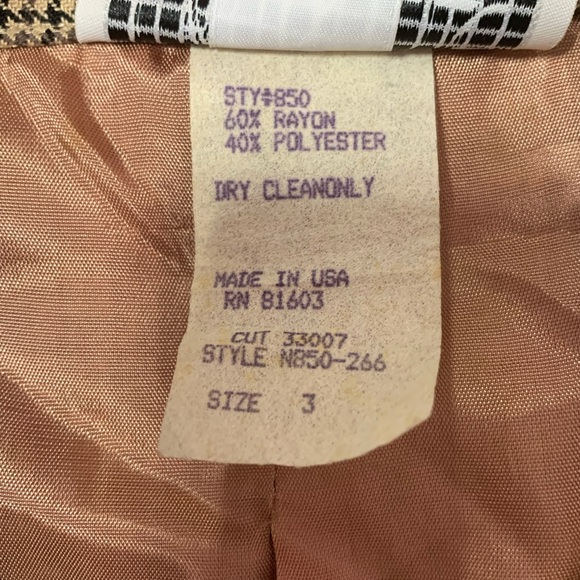 STY#850
60% RAYON
40% POLYESTER
DRY CLEANONLY
MADE IN USA
RN 81603
CUT 33007
STYLE N850-266
SIZE 3